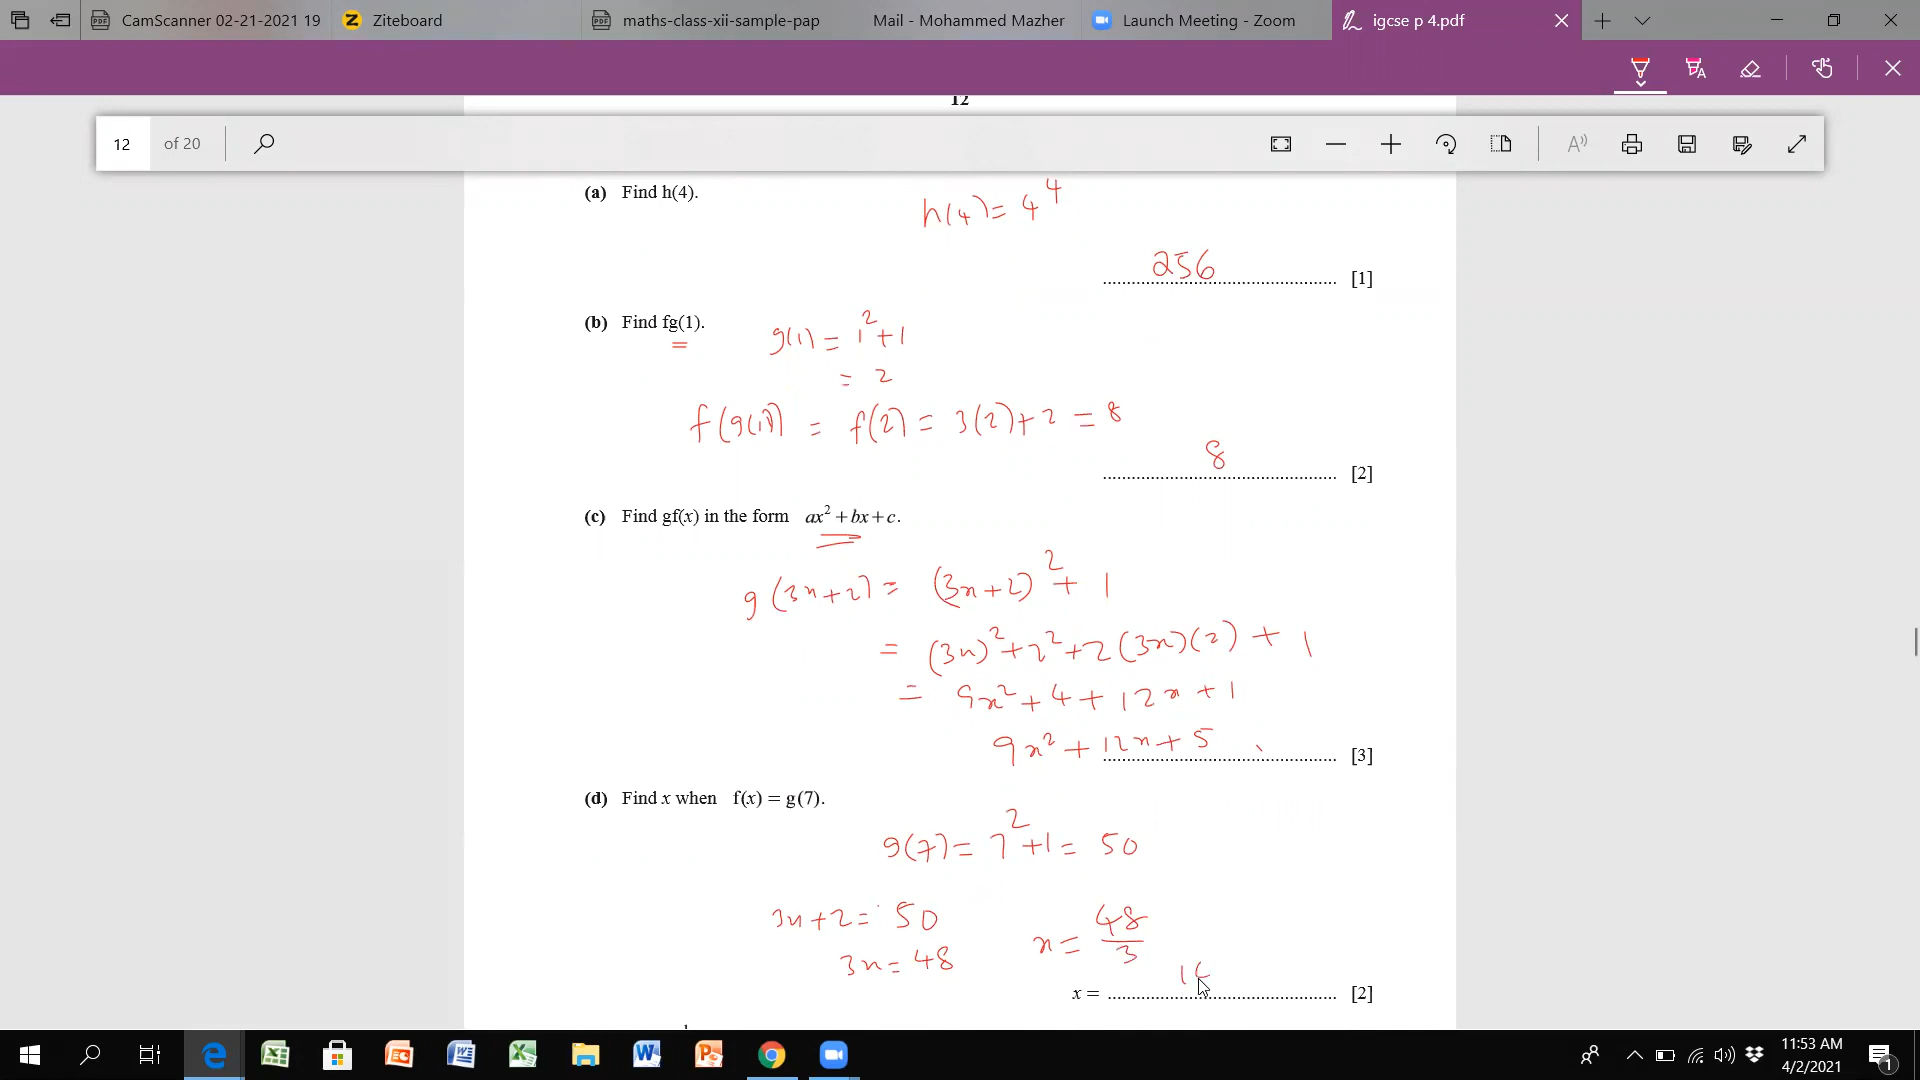 CamScanner 02-21-2021 19
Ziteboard
maths-class-xii-sample-pap
Mail - Mohammed Mazher
Launch Meeting - Zoom
igcse p 4.pdf
12
12 of 20
(a) Find h(4).
h(4) = 4⁴
256
[1]
(b) Find fg(1).
g(1) = 1² + 1
= 2
f(g(1)) = f(2) = 3(2) + 2 = 8
8
[2]
(c) Find gf(x) in the form ax² + bx + c.
g(3x+2) = (3x+2)² + 1
= (3x)² + 2² + 2(3x)(2) + 1
= 9x² + 4 + 12x + 1
9x² + 12x + 5
[3]
(d) Find x when f(x) = g(7).
g(7) = 7² + 1 = 50
3x + 2 = 50
3x = 48
x = 48/3
x = 16
[2]
11:53 AM
4/2/2021
1